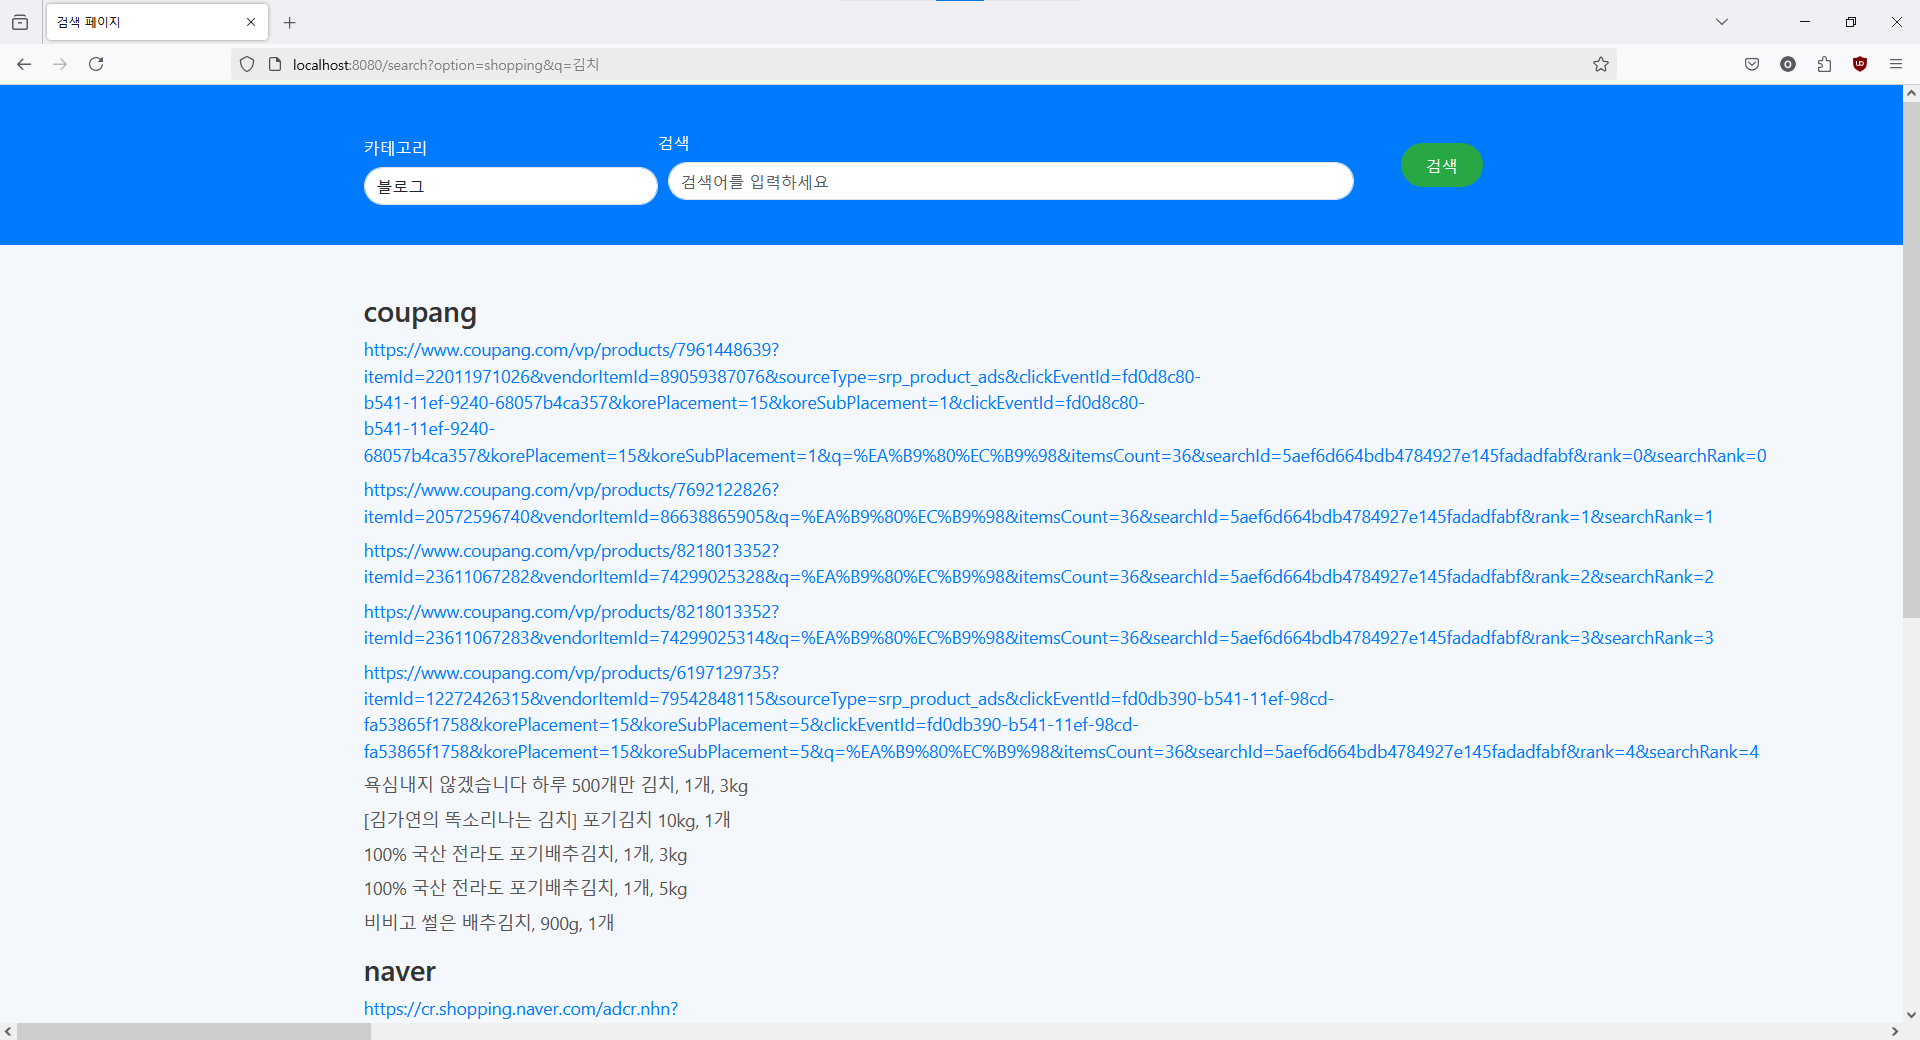 검색 페이지
localhost:8080/search?option=shopping&q=김치
카테고리
검색
블로그
검색어를 입력하세요
검색
coupang
https://www.coupang.com/vp/products/7961448639?
itemId=22011971026&vendorItemId=89059387076&sourceType=srp_product_ads&clickEventId=fd0d8c80-
b541-11ef-9240-68057b4ca357&korePlacement=15&koreSubPlacement=1&clickEventId=fd0d8c80-
b541-11ef-9240-
68057b4ca357&korePlacement=15&koreSubPlacement=1&q=%EA%B9%80%EC%B9%98&itemsCount=36&searchId=5aef6d664bdb4784927e145fadadfabf&rank=0&searchRank=0
https://www.coupang.com/vp/products/7692122826?
itemId=20572596740&vendorItemId=86638865905&q=%EA%B9%80%EC%B9%98&itemsCount=36&searchId=5aef6d664bdb4784927e145fadadfabf&rank=1&searchRank=1
https://www.coupang.com/vp/products/8218013352?
itemId=23611067282&vendorItemId=74299025328&q=%EA%B9%80%EC%B9%98&itemsCount=36&searchId=5aef6d664bdb4784927e145fadadfabf&rank=2&searchRank=2
https://www.coupang.com/vp/products/8218013352?
itemId=23611067283&vendorItemId=74299025314&q=%EA%B9%80%EC%B9%98&itemsCount=36&searchId=5aef6d664bdb4784927e145fadadfabf&rank=3&searchRank=3
https://www.coupang.com/vp/products/6197129735?
itemId=12272426315&vendorItemId=79542848115&sourceType=srp_product_ads&clickEventId=fd0db390-b541-11ef-98cd-
fa53865f1758&korePlacement=15&koreSubPlacement=5&clickEventId=fd0db390-b541-11ef-98cd-
fa53865f1758&korePlacement=15&koreSubPlacement=5&q=%EA%B9%80%EC%B9%98&itemsCount=36&searchId=5aef6d664bdb4784927e145fadadfabf&rank=4&searchRank=4
욕심내지 않겠습니다 하루 500개만 김치, 1개, 3kg
[김가연의 똑소리나는 김치] 포기김치 10kg, 1개
100% 국산 전라도 포기배추김치, 1개, 3kg
100% 국산 전라도 포기배추김치, 1개, 5kg
비비고 썰은 배추김치, 900g, 1개
naver
https://cr.shopping.naver.com/adcr.nhn?